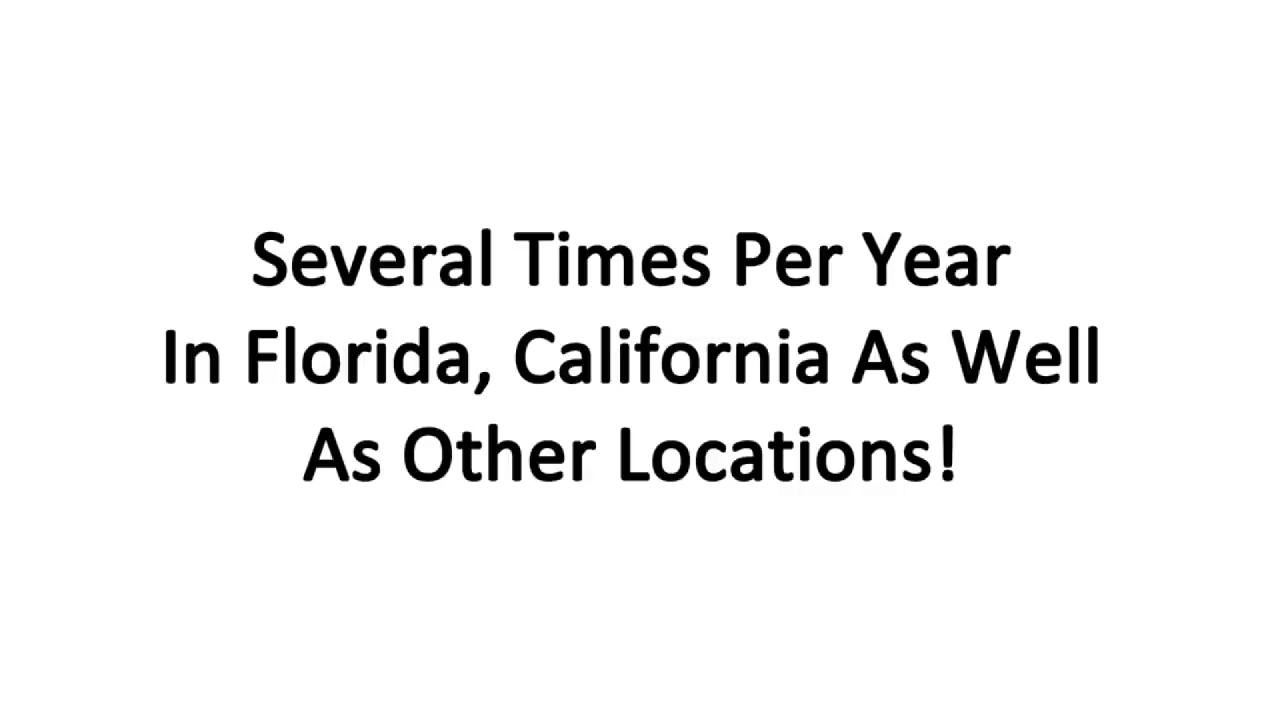 Several Times Per Year
In Florida, California As Well
As Other Locations!